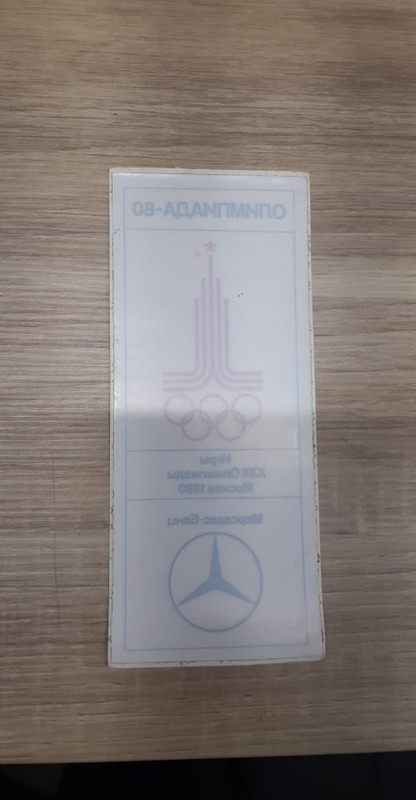 ОЛИМПИАДА-80
Игры
XXII Олимпиады
Москва 1980
Мерседес-Бенц